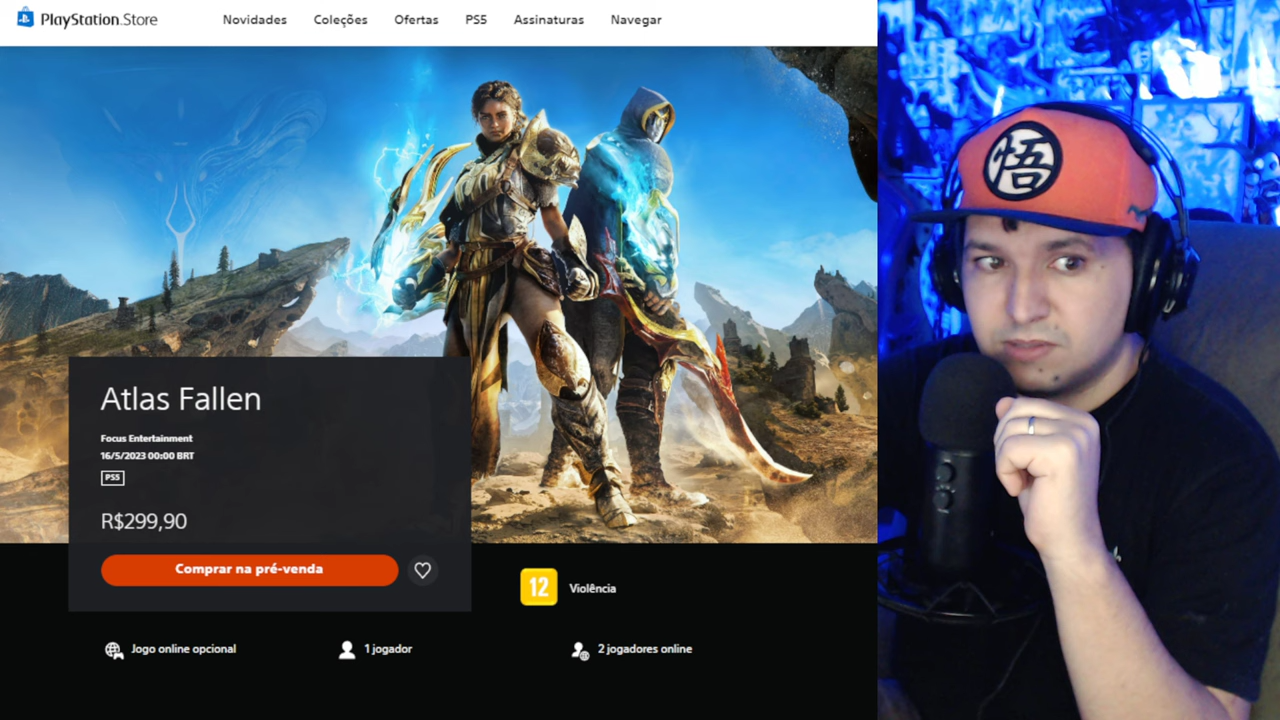 PlayStation.Store
Novidades
Coleções
Ofertas
PS5
Assinaturas
Navegar
悟
Atlas Fallen
Focus Entertainment
16/5/2023 00:00 BRT
PS5
R$299,90
Comprar na pré-venda
12
Violência
Jogo online opcional
1 jogador
2 jogadores online